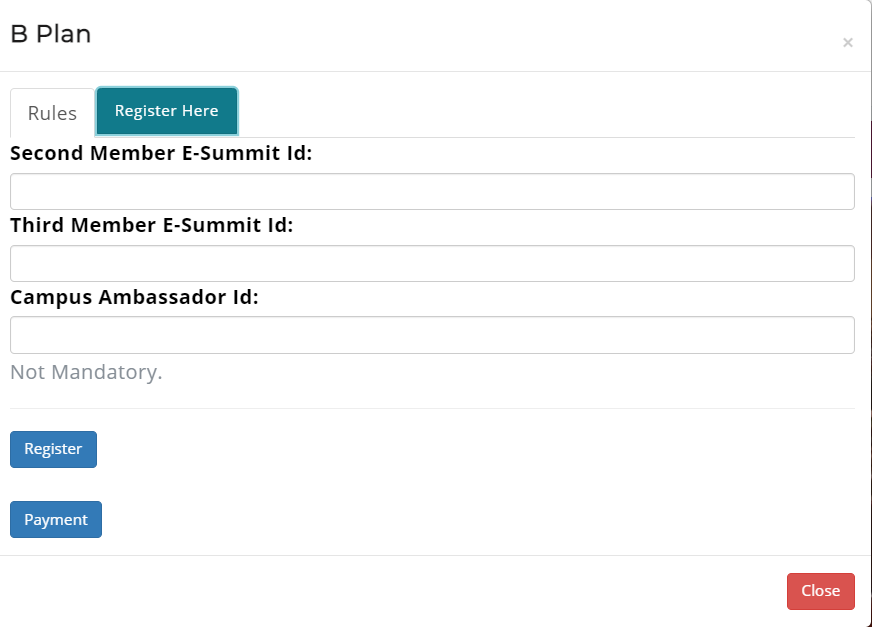 B Plan
×
Rules
Register Here
Second Member E-Summit Id:
Third Member E-Summit Id:
Campus Ambassador Id:
Not Mandatory.
Register
Payment
Close